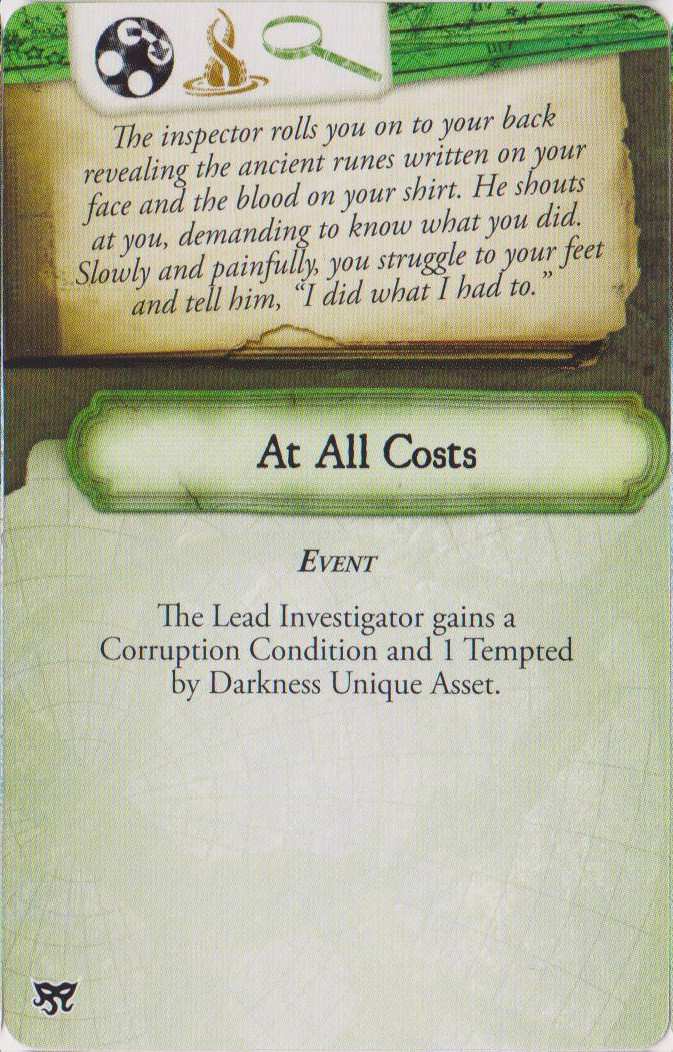 The inspector rolls you on to your back
revealing the ancient runes written on your
face and the blood on your shirt. He shouts
at you, demanding to know what you did.
Slowly and painfully, you struggle to your feet
and tell him, “I did what I had to.”
At All Costs
Event
The Lead Investigator gains a
Corruption Condition and 1 Tempted
by Darkness Unique Asset.